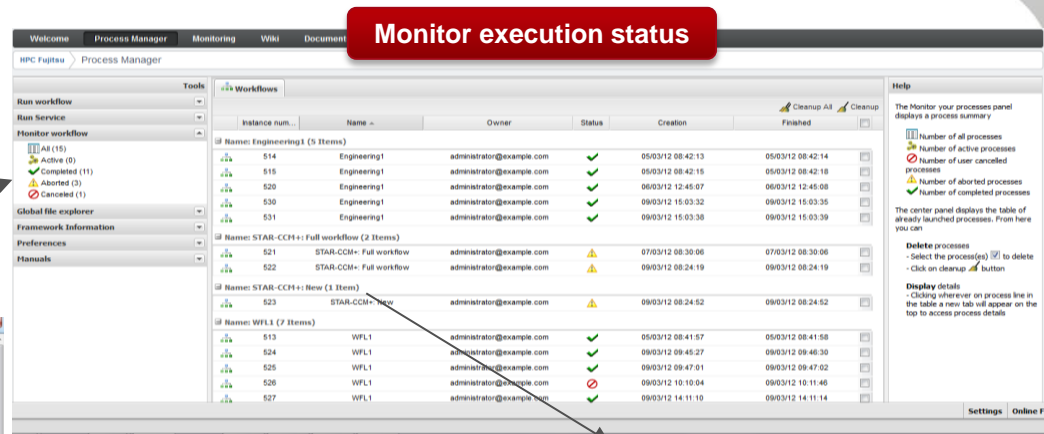 Monitor execution status
Welcome Process Manager Monitoring Wiki Document
HPC Fujitsu Process Manager
Tools
Run workflow
Run Service
Monitor workflow
All (15)
Active (0)
Completed (11)
Aborted (3)
Canceled (1)
Global file explorer
Framework Information
Preferences
Manuals
Workflows
Cleanup All Cleanup
Instance num... Name Owner Status Creation Finished
Name: Engineering1 (5 Items)
514 Engineering1 administrator@example.com 05/03/12 08:42:13 05/03/12 08:42:14
515 Engineering1 administrator@example.com 05/03/12 08:42:15 05/03/12 08:42:18
520 Engineering1 administrator@example.com 06/03/12 12:45:07 06/03/12 12:45:08
530 Engineering1 administrator@example.com 09/03/12 15:03:32 09/03/12 15:03:35
531 Engineering1 administrator@example.com 09/03/12 15:03:38 09/03/12 15:03:39
Name: STAR-CCM+: Full workflow (2 Items)
521 STAR-CCM+: Full workflow administrator@example.com 07/03/12 08:30:06 07/03/12 08:30:06
522 STAR-CCM+: Full workflow administrator@example.com 09/03/12 08:24:19 09/03/12 08:24:19
Name: STAR-CCM+: New (1 Item)
523 STAR-CCM+: New administrator@example.com 09/03/12 08:24:52 09/03/12 08:24:52
Name: WFL1 (7 Items)
513 WFL1 administrator@example.com 05/03/12 08:41:57 05/03/12 08:41:58
524 WFL1 administrator@example.com 09/03/12 09:45:27 09/03/12 09:46:30
525 WFL1 administrator@example.com 09/03/12 09:47:01 09/03/12 09:47:02
526 WFL1 administrator@example.com 09/03/12 10:10:04 09/03/12 10:11:46
527 WFL1 administrator@example.com 09/03/12 14:11:10 09/03/12 14:11:14
Help
The Monitor your processes panel
displays a process summary
Number of all processes
Number of active processes
Number of user cancelled
processes
Number of aborted processes
Number of completed processes
The center panel displays the table of
already launched processes. From here
you can
Delete processes
- Select the process(es) to delete
- Click on cleanup button
Display details
- Clicking wherever on process line in
the table a new tab will appear on the
top to access process details
Settings Online